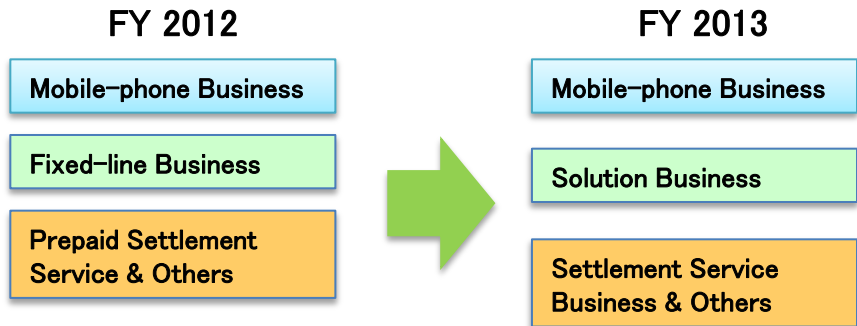 FY 2012
Mobile-phone Business
Fixed-line Business
Prepaid Settlement
Service & Others
FY 2013
Mobile-phone Business
Solution Business
Settlement Service
Business & Others